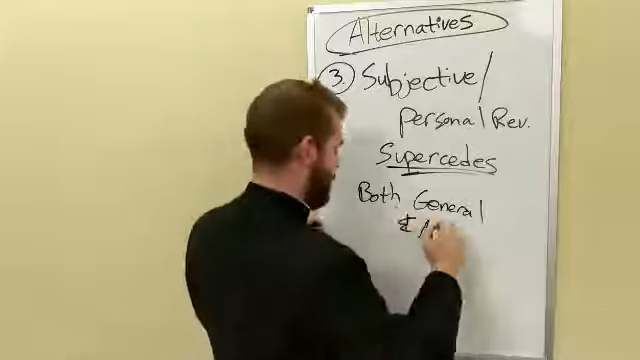 Alternatives
3. Subjective/
Personal Rev.
Supercedes
Both General
&